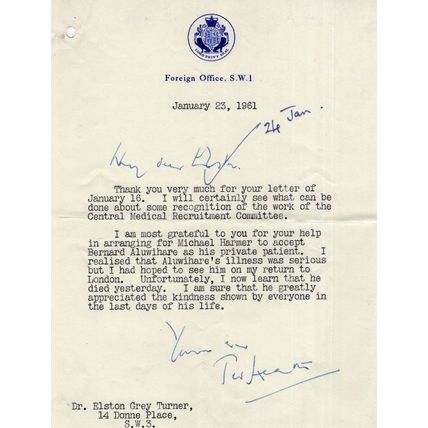 Foreign Office, S.W.1
January 23, 1961
24 Jan.
My dear Elston.
Thank you very much for your letter of
January 16.  I will certainly see what can be
done about some recognition of the work of the
Central Medical Recruitment Committee.
I am most grateful to you for your help
in arranging for Michael Harmer to accept
Bernard Aluwihare as his private patient.  I
realised that Aluwihare's illness was serious
but I had hoped to see him on my return to
London.  Unfortunately, I now learn that he
died yesterday.  I am sure that he greatly
appreciated the kindness shown by everyone in
the last days of his life.
Yours ever
Ted Heath
Dr. Elston Grey Turner,
14 Donne Place,
S.W.3.